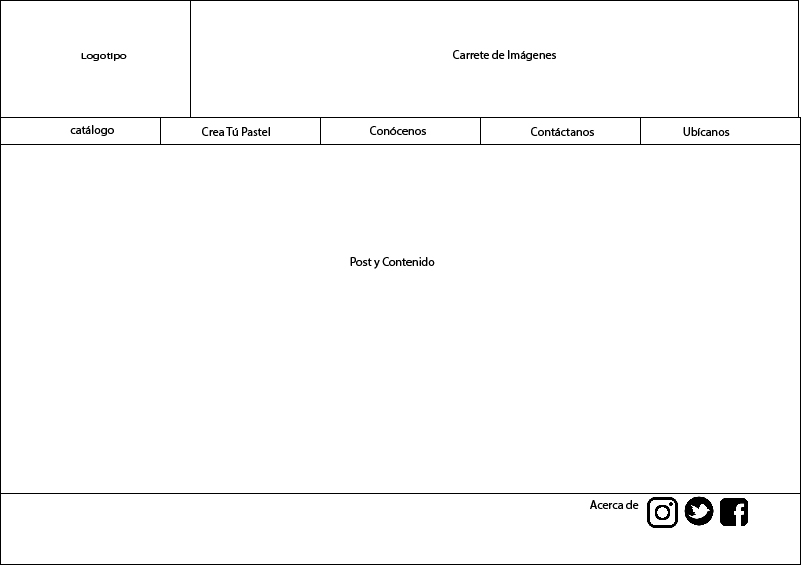 Logotipo
Carrete de Imágenes
catálogo
Crea Tú Pastel
Conócenos
Contáctanos
Ubícanos
Post y Contenido
Acerca de